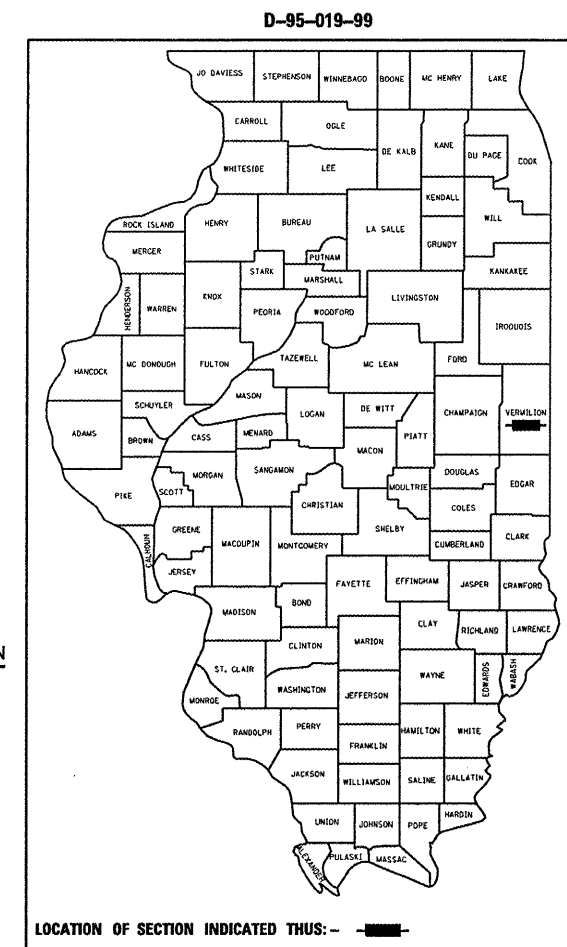 D-95-019-99
JO DAVIESS STEPHENSON WINNEBAGO BOONE MC HENRY LAKE
CARROLL OGLE
DE KALB KANE DU PAGE COOK
WHITESIDE LEE
KENDALL
ROCK ISLAND HENRY BUREAU LA SALLE WILL
MERCER PUTNAM GRUNDY
STARK MARSHALL KANKAKEE
HENDERSON WARREN KNOX PEORIA WOODFORD LIVINGSTON IROQUOIS
HANCOCK MC DONOUGH FULTON TAZEWELL MC LEAN FORD
MASON
SCHUYLER LOGAN DE WITT CHAMPAIGN VERMILION
ADAMS BROWN CASS MENARD PIATT
MACON
MORGAN SANGAMON DOUGLAS
PIKE SCOTT MOULTRIE EDGAR
CHRISTIAN COLES
GREENE SHELBY
CALHOUN MACOUPIN MONTGOMERY CUMBERLAND CLARK
JERSEY FAYETTE EFFINGHAM JASPER CRAWFORD
MADISON BOND
CLAY RICHLAND LAWRENCE
CLINTON MARION
N
ST. CLAIR WAYNE EDWARDS WABASH
WASHINGTON JEFFERSON
MONROE
RANDOLPH PERRY HAMILTON WHITE
FRANKLIN
JACKSON WILLIAMSON SALINE GALLATIN
UNION JOHNSON POPE HARDIN
ALEXANDER PULASKI MASSAC
LOCATION OF SECTION INDICATED THUS:-